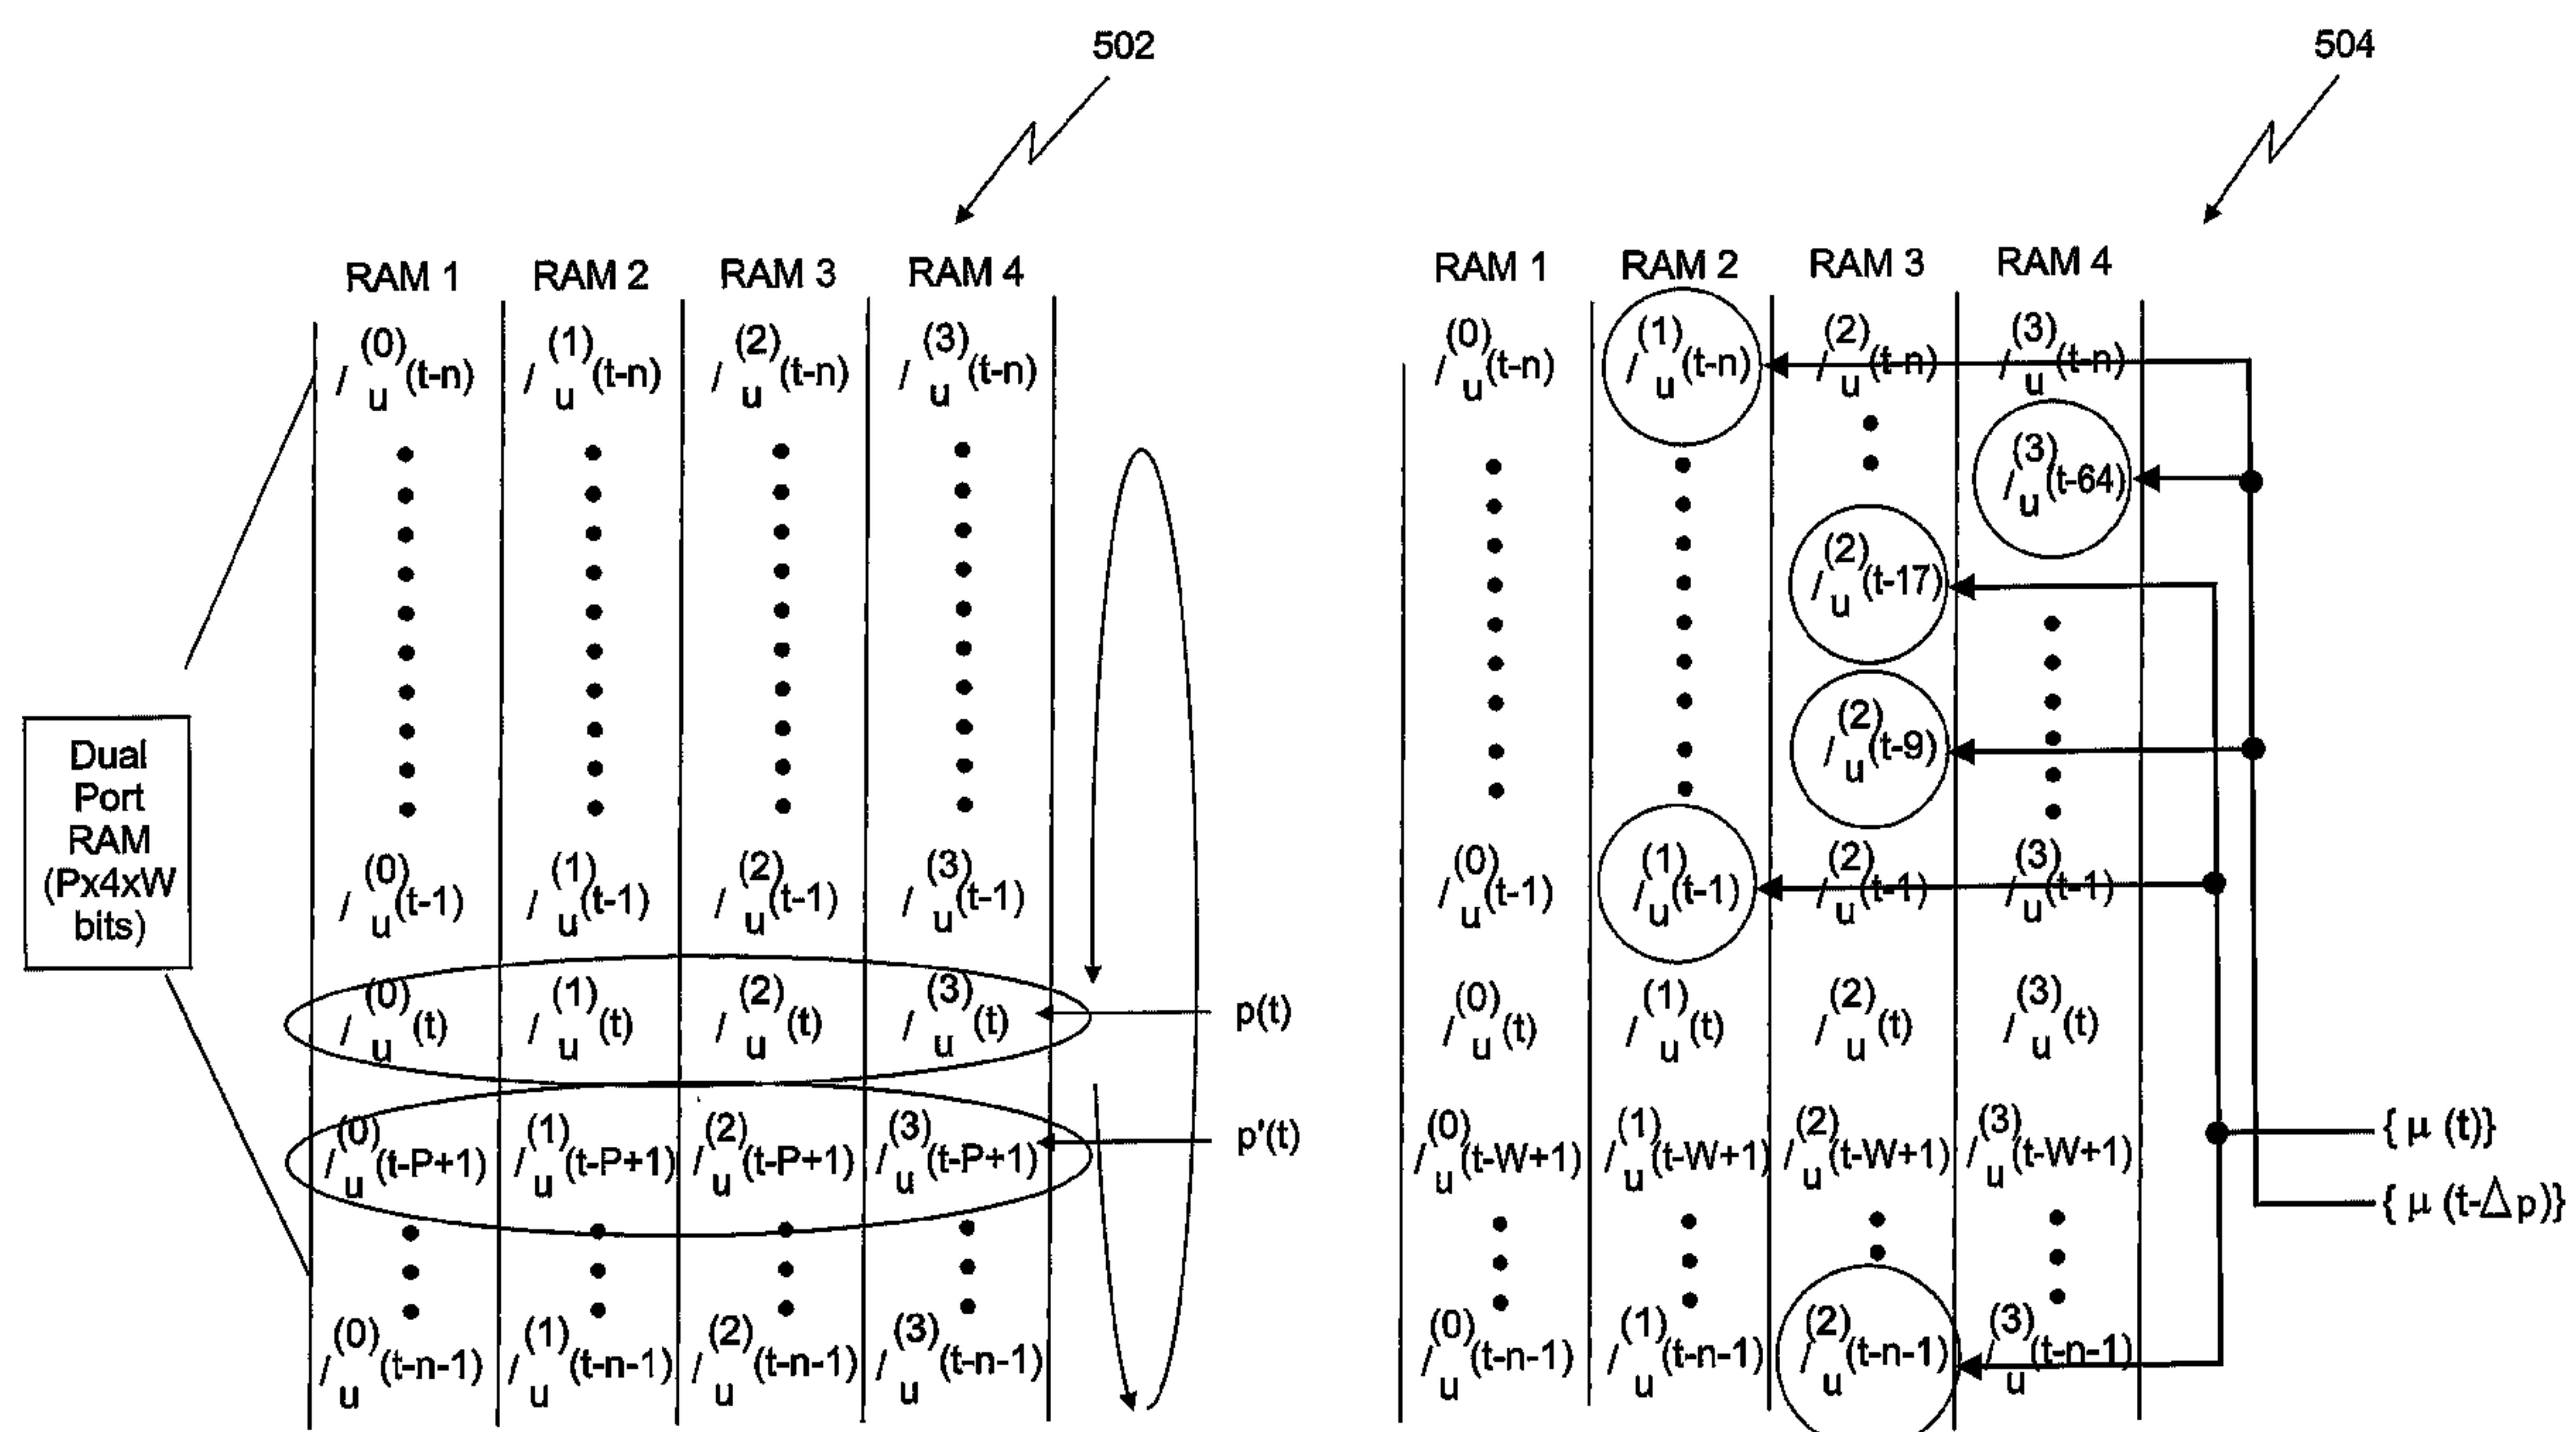 502
504
RAM 1 RAM 2 RAM 3 RAM 4
/u(0)(t-n) /u(1)(t-n) /u(2)(t-n) /u(3)(t-n)
Dual
Port
RAM
(Px4xW
bits)
/u(0)(t-1) /u(1)(t-1) /u(2)(t-1) /u(3)(t-1)
/u(0)(t) /u(1)(t) /u(2)(t) /u(3)(t)
p(t)
/u(0)(t-P+1) /u(1)(t-P+1) /u(2)(t-P+1) /u(3)(t-P+1)
p'(t)
/u(0)(t-n-1) /u(1)(t-n-1) /u(2)(t-n-1) /u(3)(t-n-1)
RAM 1 RAM 2 RAM 3 RAM 4
/u(0)(t-n) /u(1)(t-n) /u(2)(t-n) /u(3)(t-n)
/u(3)(t-64)
/u(2)(t-17)
/u(2)(t-9)
/u(0)(t-1) /u(1)(t-1) /u(2)(t-1) /u(3)(t-1)
/u(0)(t) /u(1)(t) /u(2)(t) /u(3)(t)
/u(0)(t-W+1) /u(1)(t-W+1) /u(2)(t-W+1) /u(3)(t-W+1)
{ μ (t)}
{ μ (t-Δp)}
/u(0)(t-n-1) /u(1)(t-n-1) /u(2)(t-n-1) /u(3)(t-n-1)